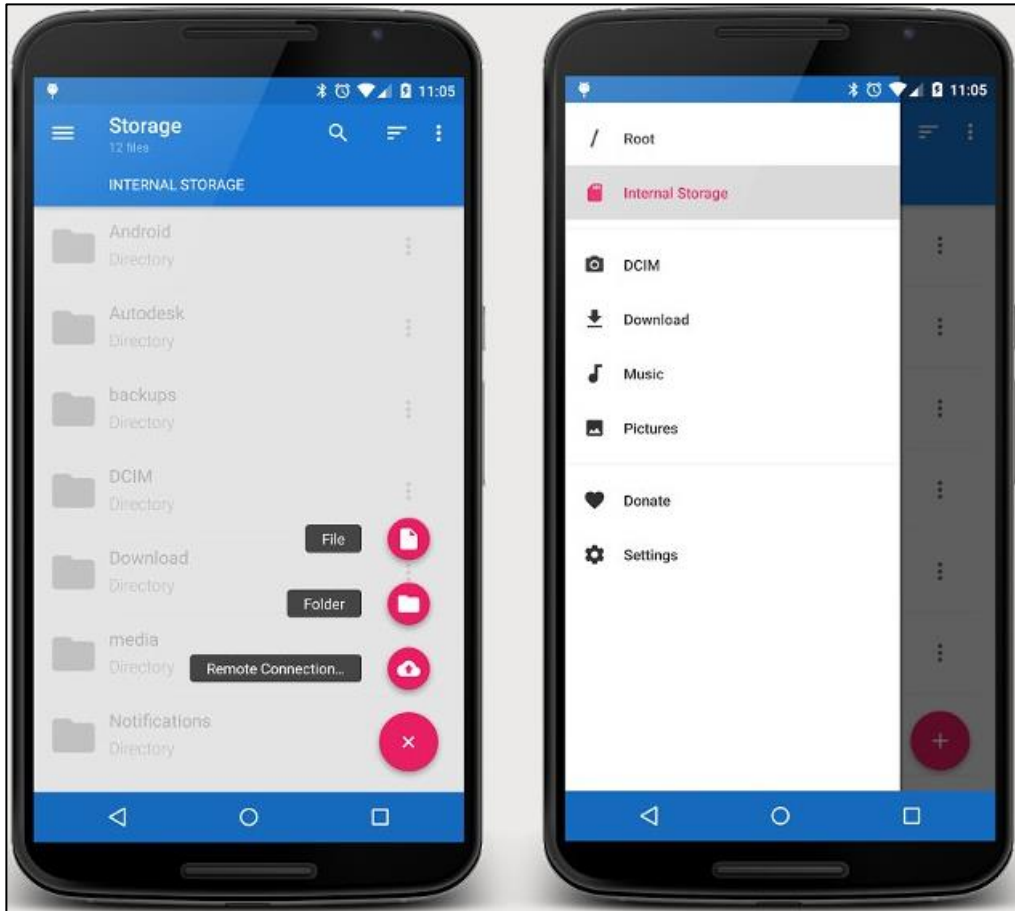 11:05
Storage
12 files
INTERNAL STORAGE
Android
Directory
Autodesk
Directory
backups
Directory
DCIM
Directory
File
Download
Directory
Folder
media
Directory
Remote Connection...
Notifications
Directory
11:05
Root
Internal Storage
DCIM
Download
Music
Pictures
Donate
Settings